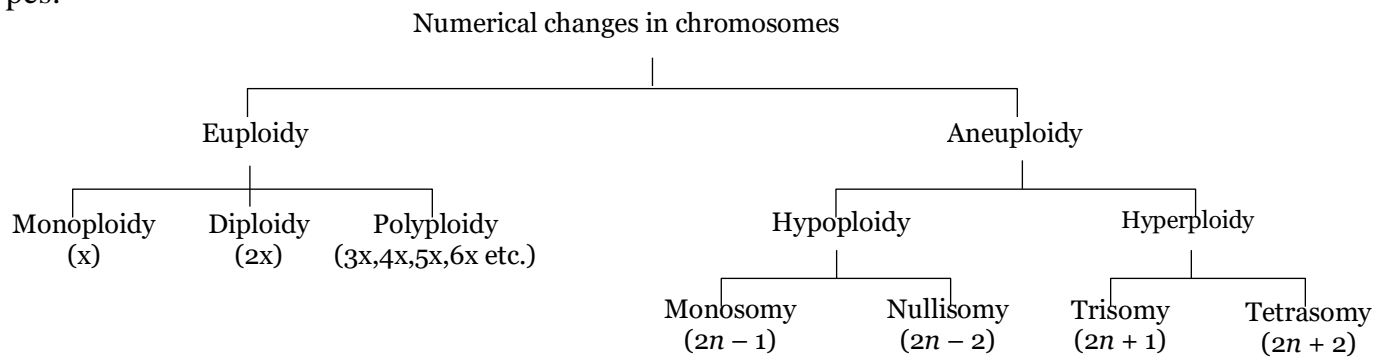 pes.
Numerical changes in chromosomes
Euploidy Aneuploidy
Monoploidy Diploidy Polyploidy Hypoploidy Hyperploidy
(x) (2x) (3x,4x,5x,6x etc.)
Monosomy Nullisomy Trisomy Tetrasomy
(2n – 1) (2n – 2) (2n + 1) (2n + 2)